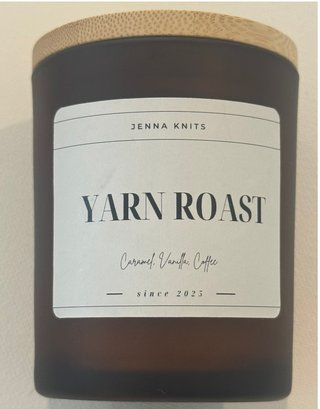 JENNA KNITS
YARN ROAST
Caramel, Vanilla, Coffee
since 2025